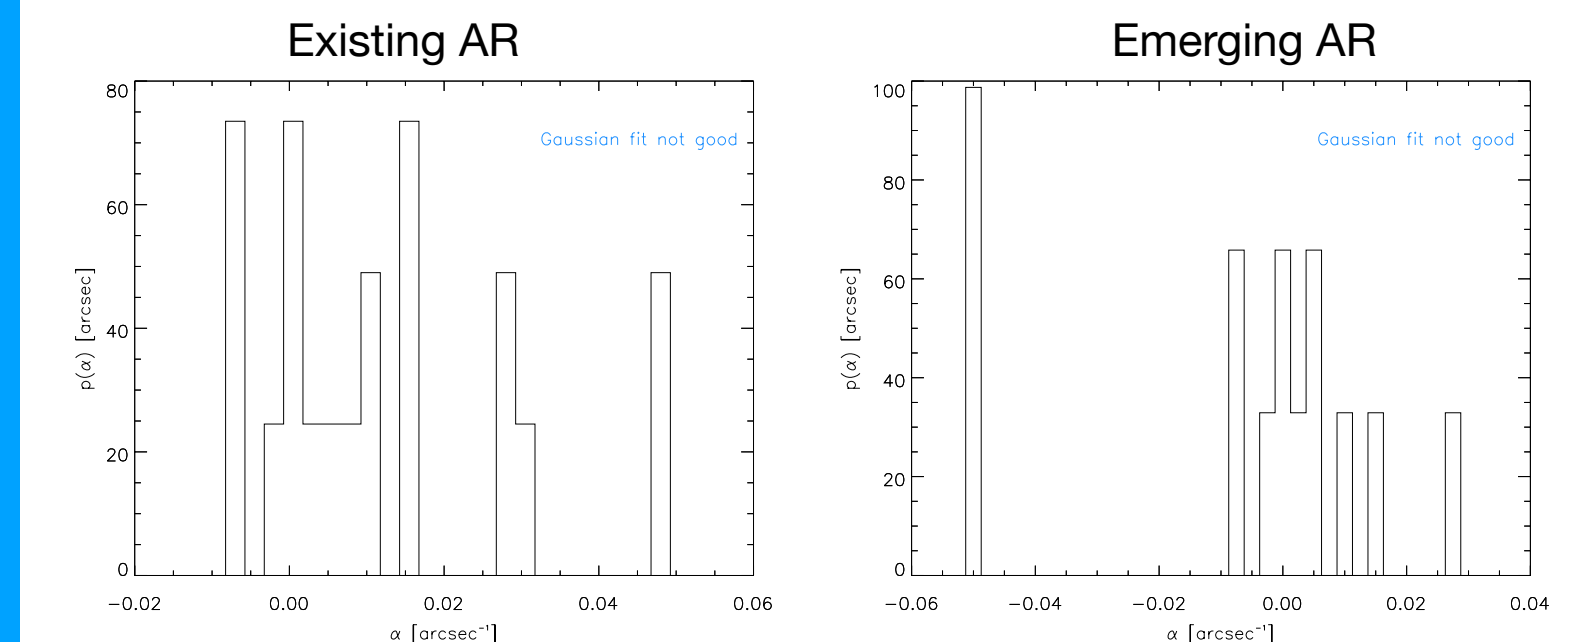 Existing AR
80
60
40
20
0
p(α) [arcsec]
Gaussian fit not good
−0.02 0.00 0.02 0.04 0.06
α [arcsec⁻¹]
Emerging AR
100
80
60
40
20
0
p(α) [arcsec]
Gaussian fit not good
−0.06 −0.04 −0.02 0.00 0.02 0.04
α [arcsec⁻¹]